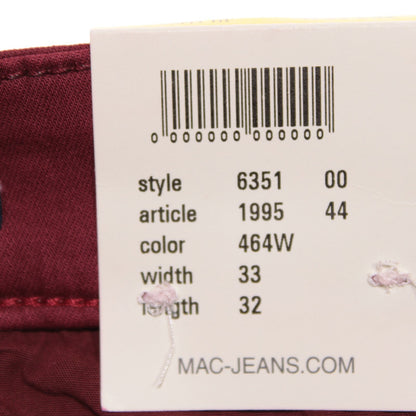 0 000000 000000
style 6351 00
article 1995 44
color 464W
width 33
length 32
MAC-JEANS.COM